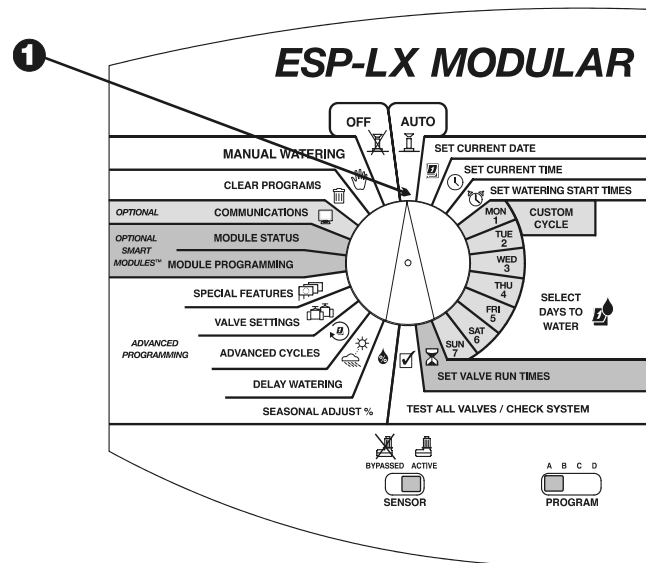 1
ESP-LX MODULAR
OFF
AUTO
MANUAL WATERING
CLEAR PROGRAMS
OPTIONAL
COMMUNICATIONS
OPTIONAL
SMART
MODULES™
MODULE STATUS
MODULE PROGRAMMING
SPECIAL FEATURES
VALVE SETTINGS
ADVANCED
PROGRAMMING
ADVANCED CYCLES
DELAY WATERING
SEASONAL ADJUST %
SET CURRENT DATE
SET CURRENT TIME
SET WATERING START TIMES
MON
1
TUE
2
WED
3
THU
4
FRI
5
SAT
6
SUN
7
CUSTOM
CYCLE
SELECT
DAYS TO
WATER
SET VALVE RUN TIMES
TEST ALL VALVES / CHECK SYSTEM
BYPASSED ACTIVE
SENSOR
A B C D
PROGRAM